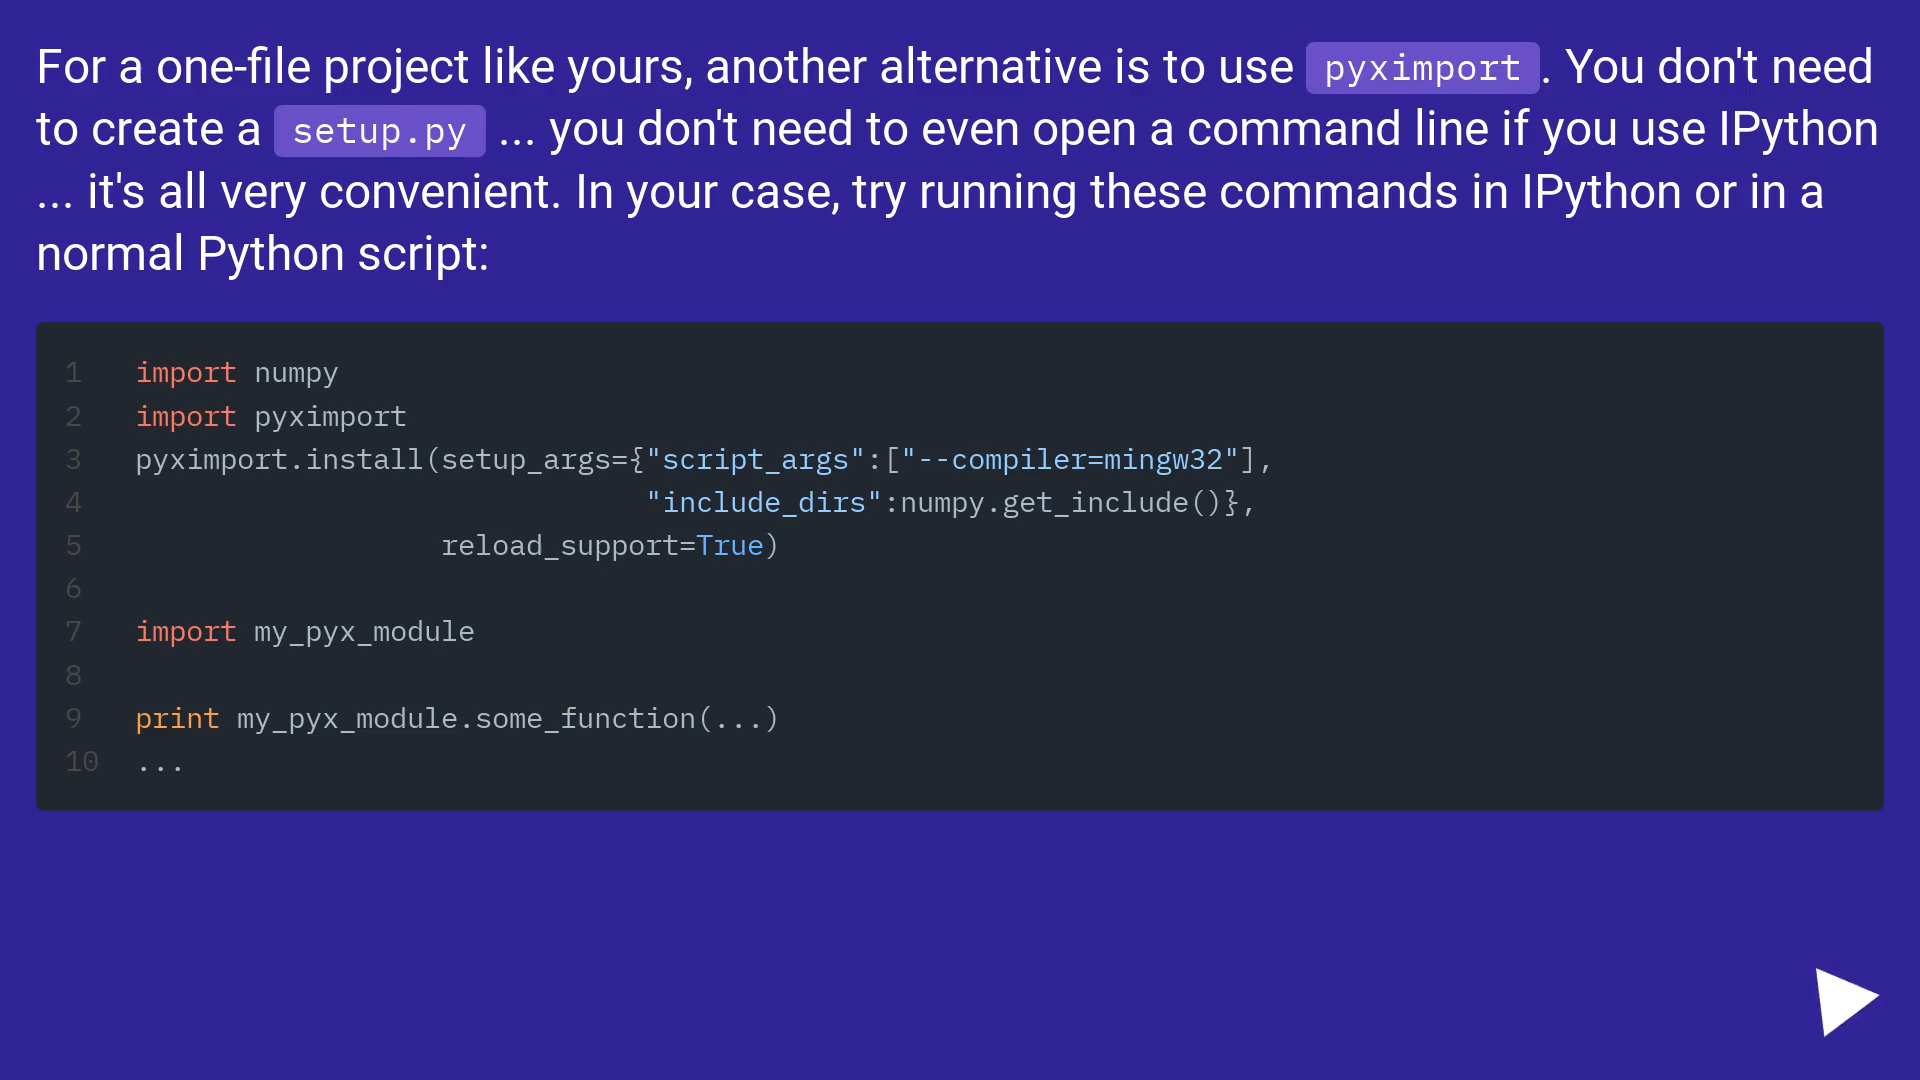 For a one-file project like yours, another alternative is to use pyximport. You don't need
to create a setup.py ... you don't need to even open a command line if you use IPython
... it's all very convenient. In your case, try running these commands in IPython or in a
normal Python script:
1 import numpy
2 import pyximport
3 pyximport.install(setup_args={"script_args":["--compiler=mingw32"],
4                               "include_dirs":numpy.get_include()},
5                   reload_support=True)
6
7 import my_pyx_module
8
9 print my_pyx_module.some_function(...)
10 ...